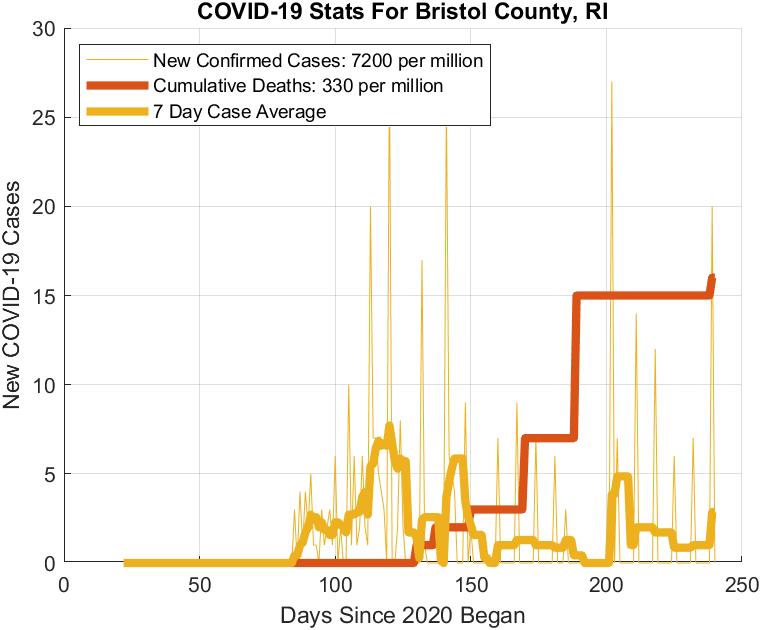 COVID-19 Stats For Bristol County, RI
New Confirmed Cases: 7200 per million
Cumulative Deaths: 330 per million
7 Day Case Average
30
25
20
15
10
5
0
New COVID-19 Cases
0 50 100 150 200 250
Days Since 2020 Began